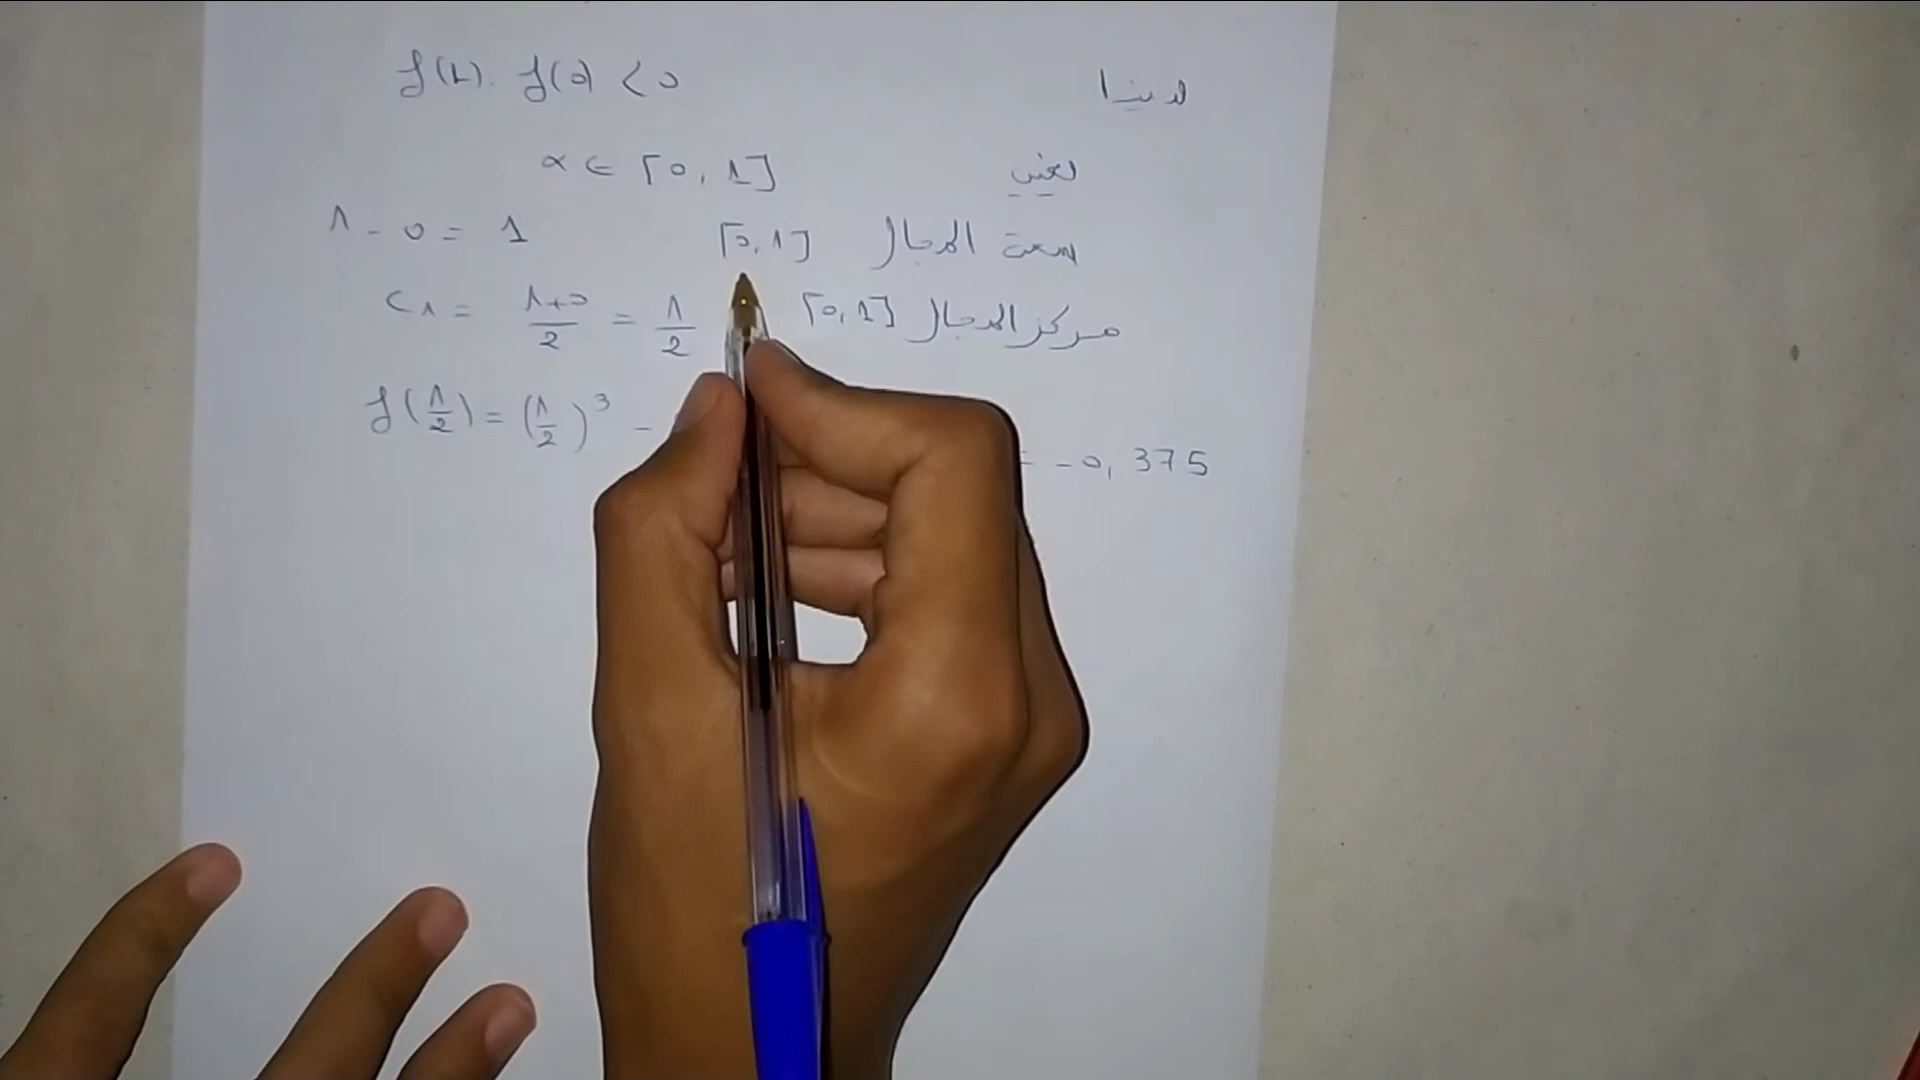 لدينا f(1). f(0) < 0
يعني α ∈ [0, 1]
سعة المجال [0, 1] 1 - 0 = 1
مركز المجال [0, 1] c1 = 1+0/2 = 1/2
f(1/2) = (1/2)^3 - = -0,375